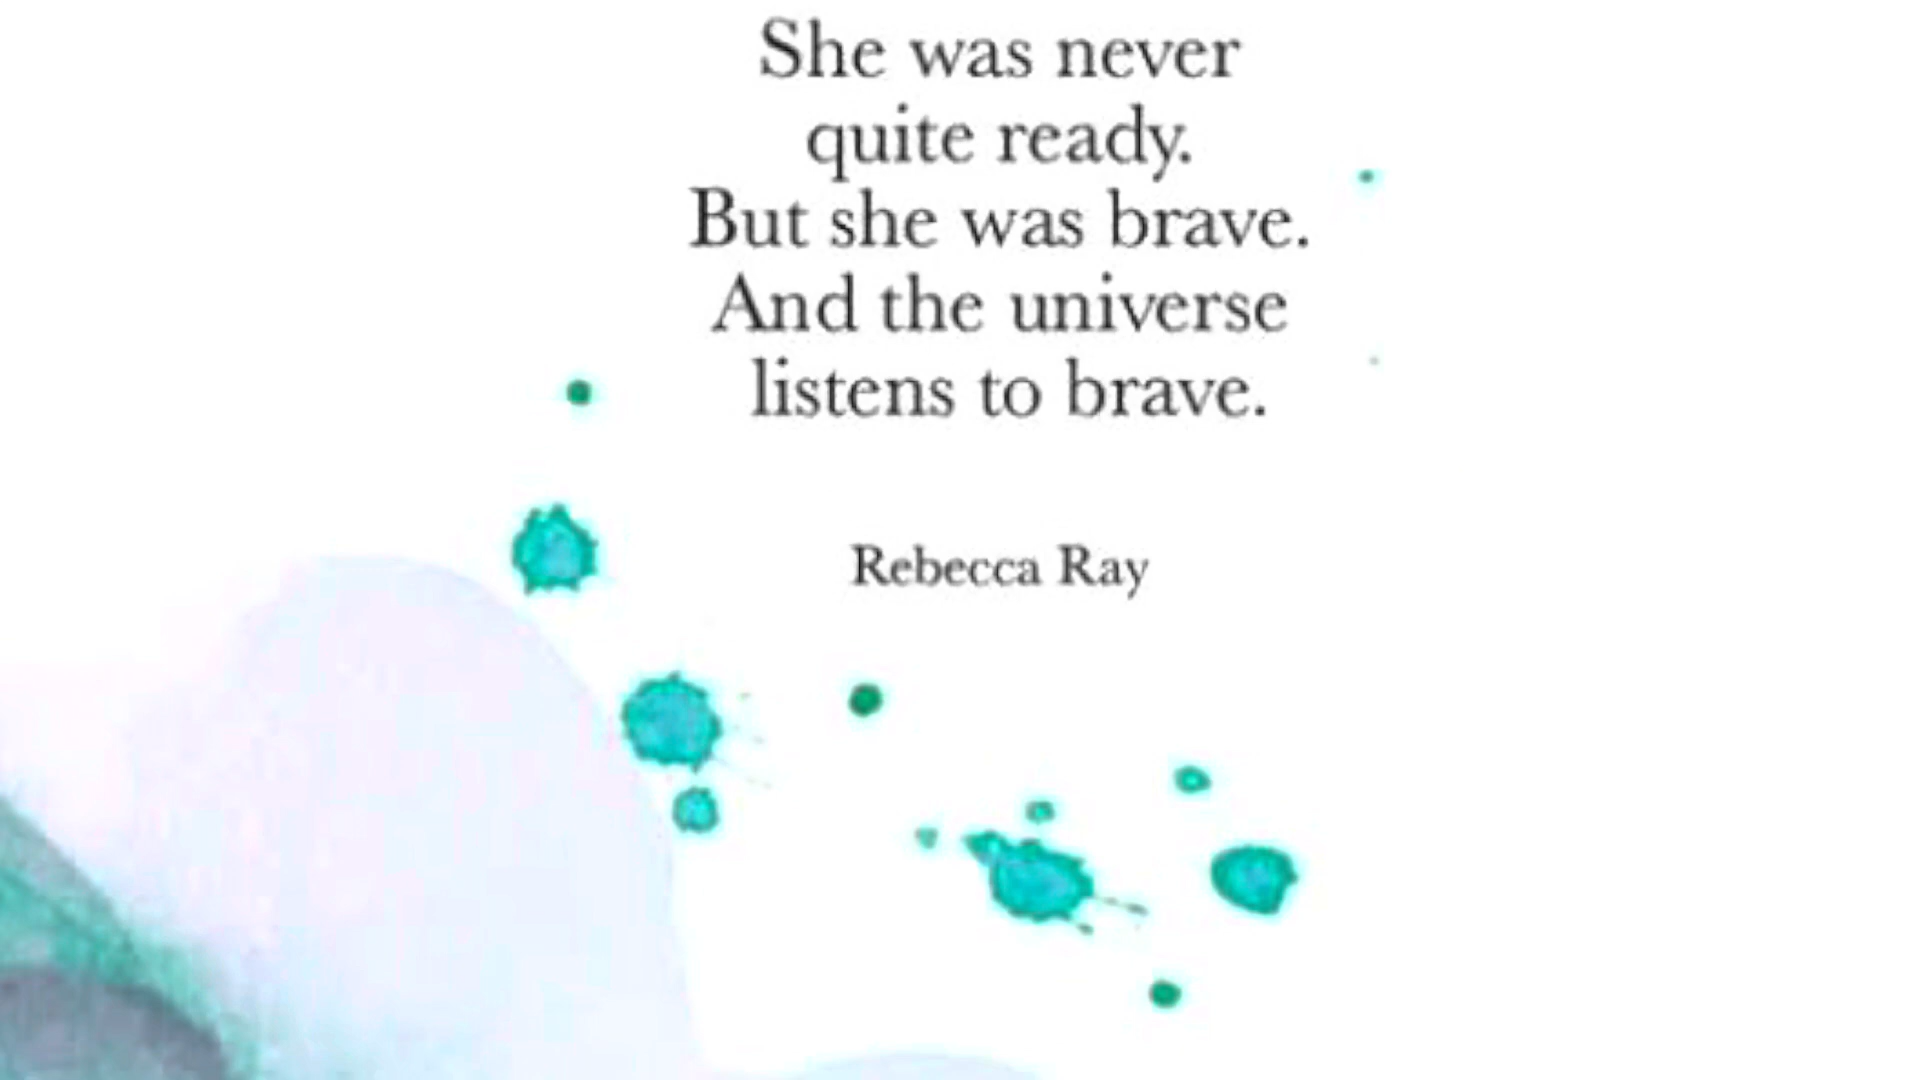 She was never
quite ready.
But she was brave.
And the universe
listens to brave.
Rebecca Ray